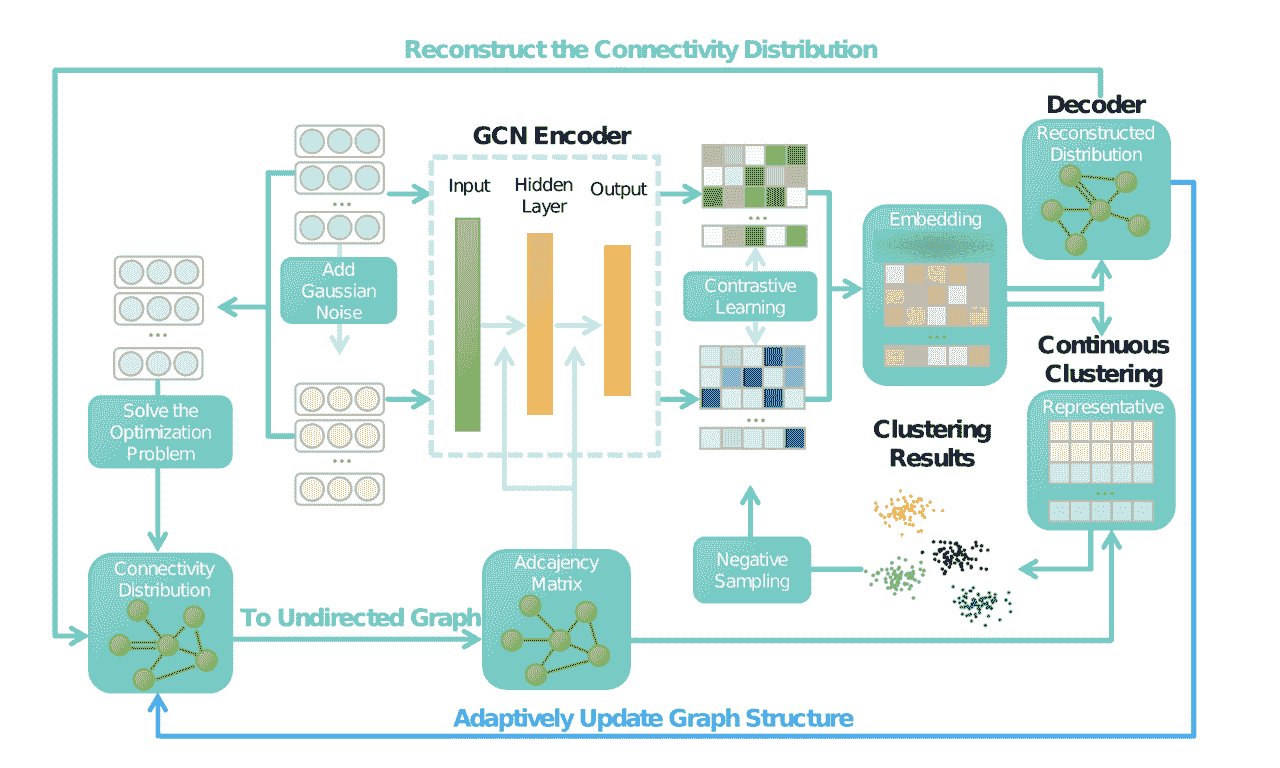 Reconstruct the Connectivity Distribution
Decoder
Reconstructed
Distribution
GCN Encoder
Input
Hidden
Layer
Output
...
...
Add
Gaussian
Noise
Contrastive
Learning
Embedding
...
...
...
Continuous
Clustering
Representative
...
Solve the
Optimization
Problem
...
...
Clustering
Results
Negative
Sampling
Connectivity
Distribution
To Undirected Graph
Adcajency
Matrix
Adaptively Update Graph Structure